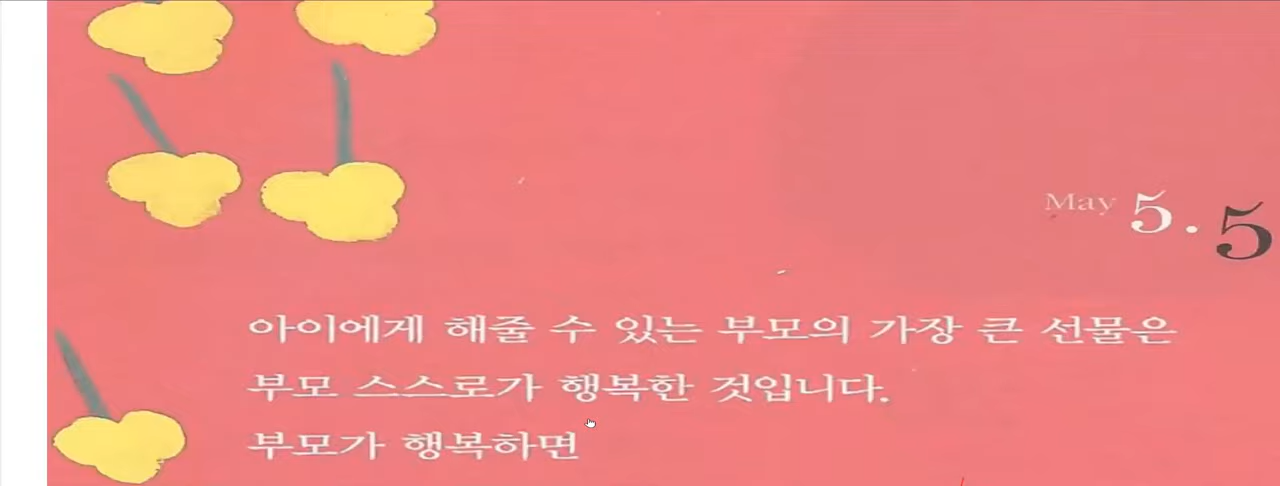 May 5. 5
아이에게 해줄 수 있는 부모의 가장 큰 선물은
부모 스스로가 행복한 것입니다.
부모가 행복하면